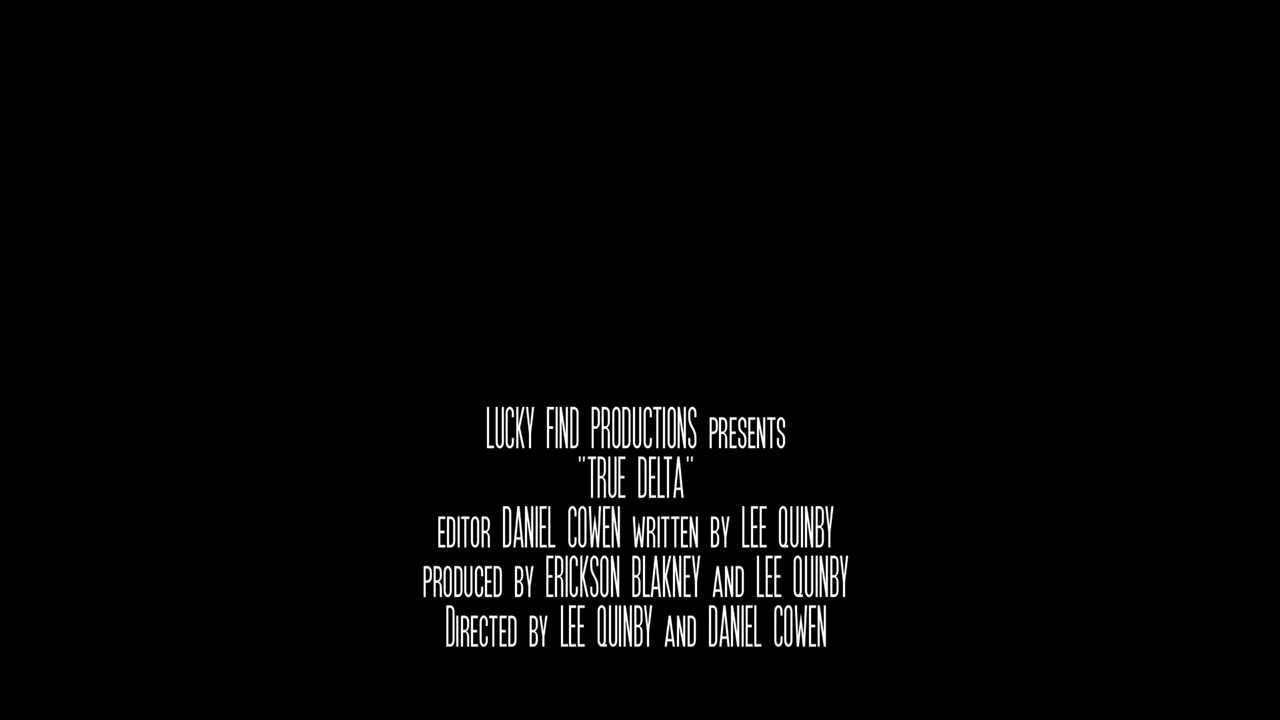 LUCKY FIND PRODUCTIONS PRESENTS
"TRUE DELTA"
EDITOR DANIEL COWEN WRITTEN BY LEE QUINBY
PRODUCED BY ERICKSON BLAKNEY AND LEE QUINBY
DIRECTED BY LEE QUINBY AND DANIEL COWEN